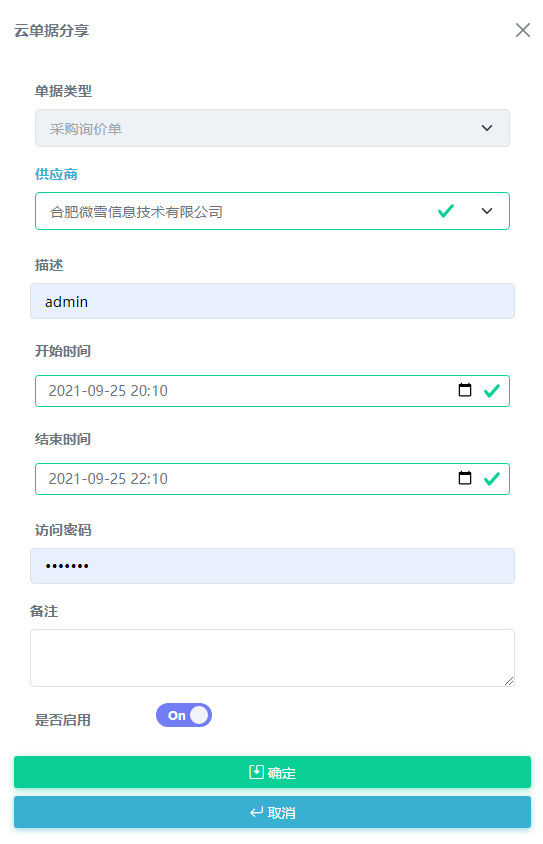 云单据分享
单据类型
采购询价单
供应商
合肥微雪信息技术有限公司
描述
admin
开始时间
2021-09-25 20:10
结束时间
2021-09-25 22:10
访问密码
•••••••
备注
是否启用
On
确定
取消